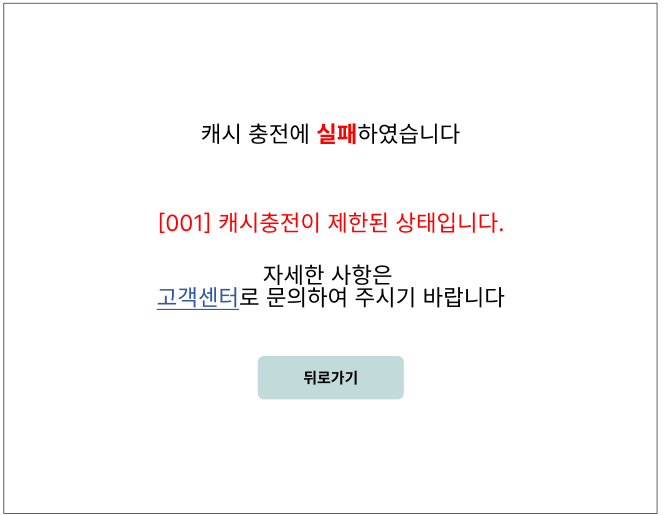 캐시 충전에 실패하였습니다
[001] 캐시충전이 제한된 상태입니다.
자세한 사항은
고객센터로 문의하여 주시기 바랍니다
뒤로가기